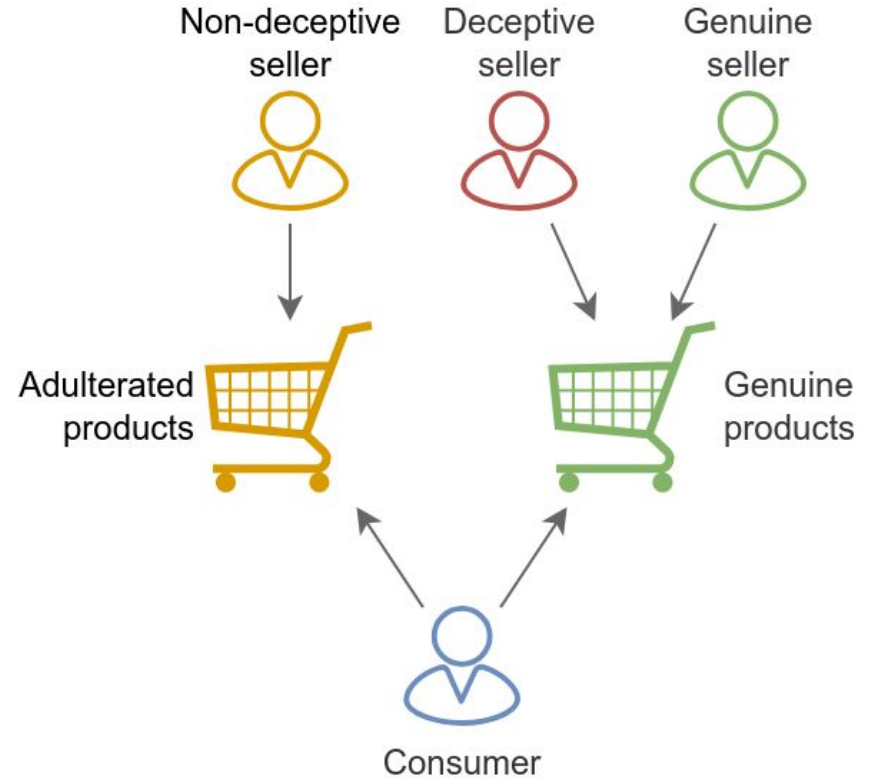 Non-deceptive
seller
Deceptive
seller
Genuine
seller
Adulterated
products
Genuine
products
Consumer